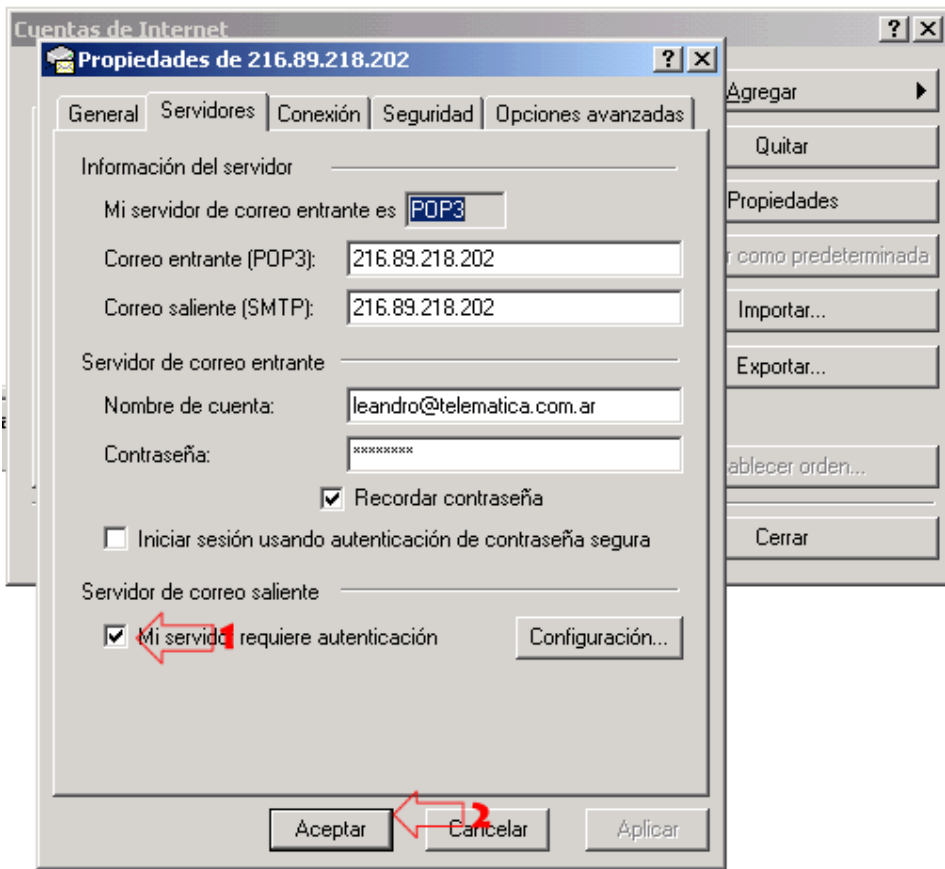 Cuentas de Internet
Propiedades de 216.89.218.202
General Servidores Conexión Seguridad Opciones avanzadas
Información del servidor
Mi servidor de correo entrante es POP3
Correo entrante (POP3): 216.89.218.202
Correo saliente (SMTP): 216.89.218.202
Servidor de correo entrante
Nombre de cuenta: leandro@telematica.com.ar
Contraseña: ********
Recordar contraseña
Iniciar sesión usando autenticación de contraseña segura
Servidor de correo saliente
Mi servidor requiere autenticación Configuración...
1
Aceptar Cancelar Aplicar
2
Agregar
Quitar
Propiedades
r como predeterminada
Importar...
Exportar...
ablecer orden...
Cerrar